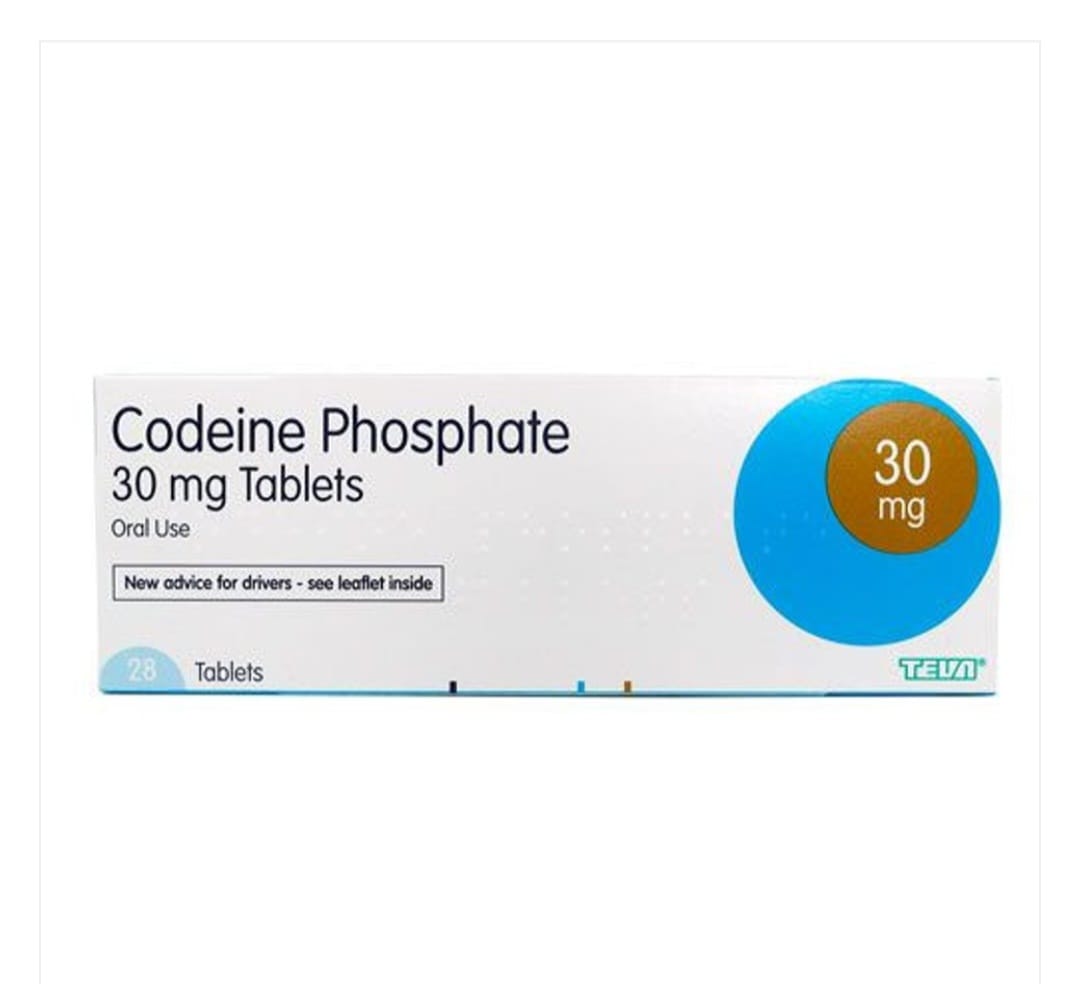 Codeine Phosphate
30 mg Tablets
Oral Use
New advice for drivers - see leaflet inside
28 Tablets
30
mg
TEVA®